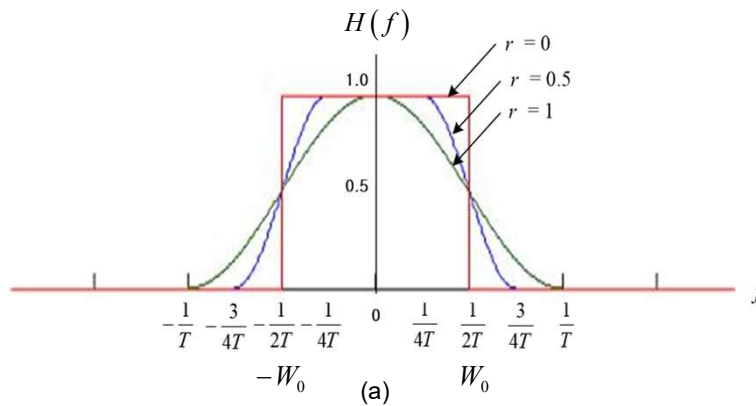 H(f)
r = 0
r = 0.5
r = 1
1.0
0.5
f
-1/T -3/4T -1/2T -1/4T 0 1/4T 1/2T 3/4T 1/T
-W₀ W₀
(a)